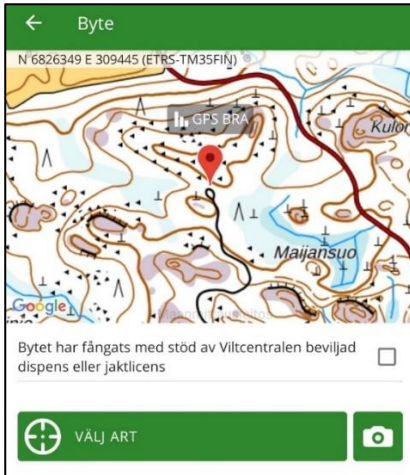 Byte
N 6826349 E 309445 (ETRS-TM35FIN)
GPS BRA
Maijansuo
Google
Bytet har fångats med stöd av Viltcentralen beviljad
dispens eller jaktlicens
VÄLJ ART